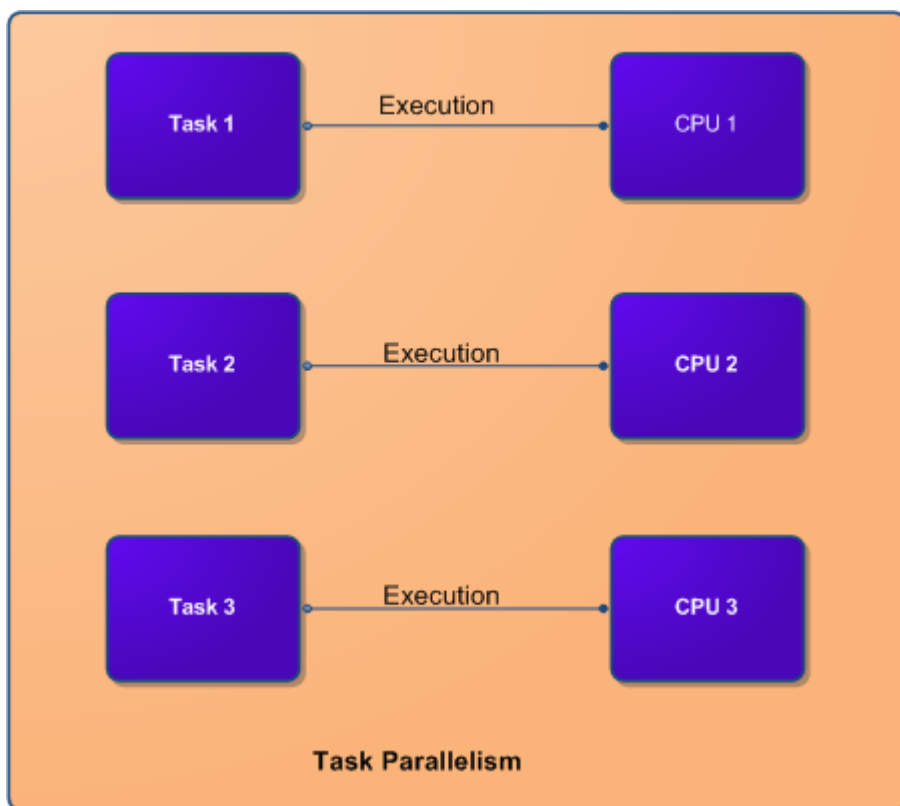 Task 1
Execution
CPU 1
Task 2
Execution
CPU 2
Task 3
Execution
CPU 3
Task Parallelism